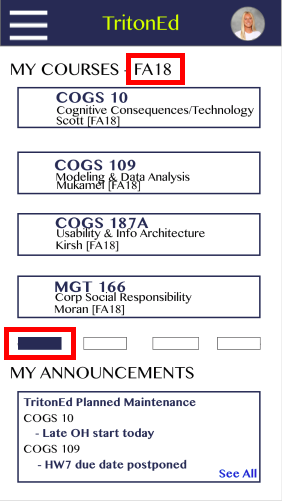 TritonEd
MY COURSES - FA18
COGS 10
Cognitive Consequences/Technology
Scott [FA18]
COGS 109
Modeling & Data Analysis
Mukamel [FA18]
COGS 187A
Usability & Info Architecture
Kirsh [FA18]
MGT 166
Corp Social Responsibility
Moran [FA18]
MY ANNOUNCEMENTS
TritonEd Planned Maintenance
COGS 10
- Late OH start today
COGS 109
- HW7 due date postponed
See All